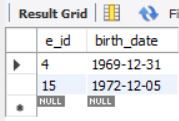 Result Grid Fi
e_id birth_date
4 1969-12-31
15 1972-12-05
NULL NULL